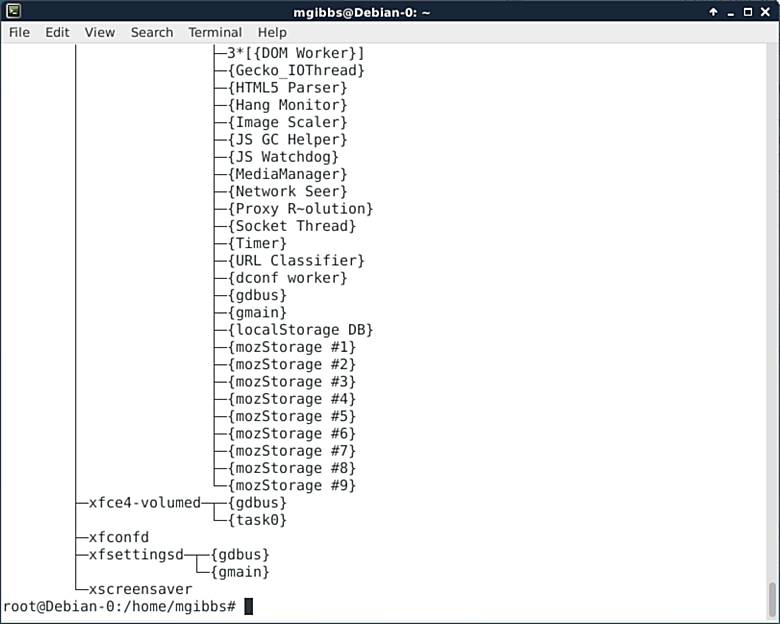 mgibbs@Debian-0: ~
File Edit View Search Terminal Help
├─3*[{DOM Worker}]
├─{Gecko_IOThread}
├─{HTML5 Parser}
├─{Hang Monitor}
├─{Image Scaler}
├─{JS GC Helper}
├─{JS Watchdog}
├─{MediaManager}
├─{Network Seer}
├─{Proxy R~olution}
├─{Socket Thread}
├─{Timer}
├─{URL Classifier}
├─{dconf worker}
├─{gdbus}
├─{gmain}
├─{localStorage DB}
├─{mozStorage #1}
├─{mozStorage #2}
├─{mozStorage #3}
├─{mozStorage #4}
├─{mozStorage #5}
├─{mozStorage #6}
├─{mozStorage #7}
├─{mozStorage #8}
└─{mozStorage #9}
├─xfce4-volumed─┬─{gdbus}
└─{task0}
├─xfconfd
├─xfsettingsd─┬─{gdbus}
└─{gmain}
└─xscreensaver
root@Debian-0:/home/mgibbs#